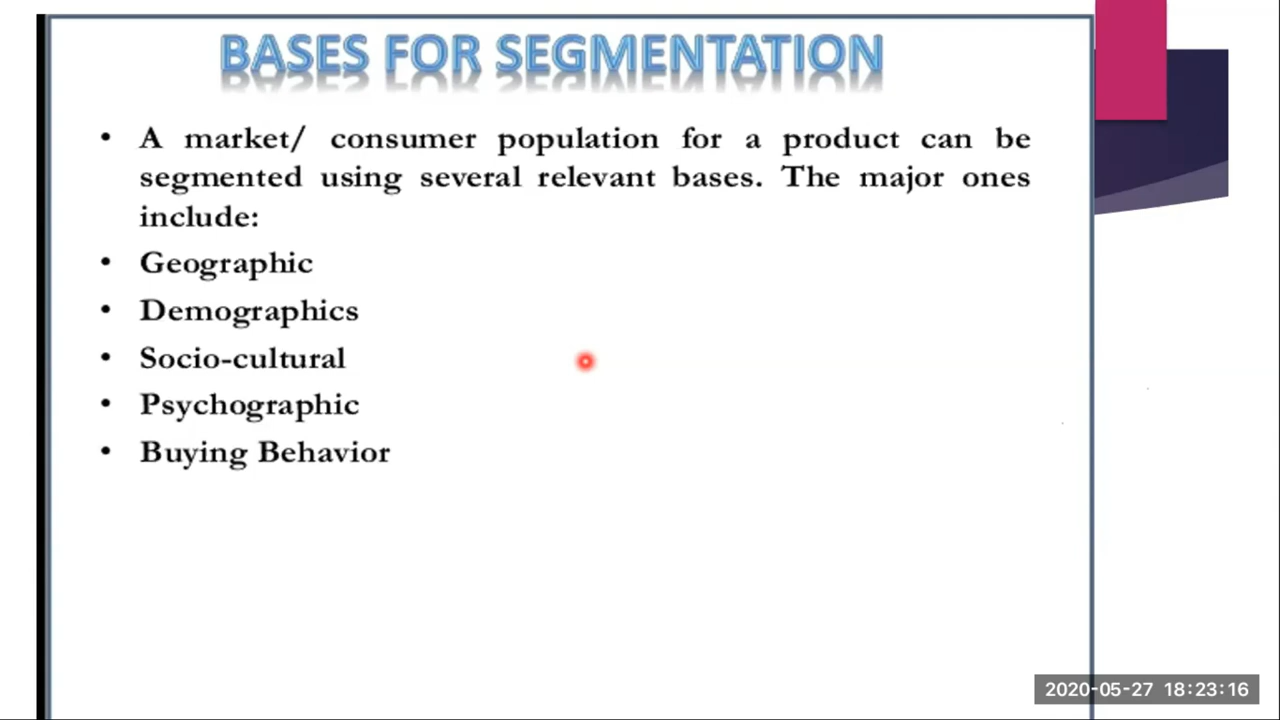 BASES FOR SEGMENTATION
• A market/ consumer population for a product can be
segmented using several relevant bases. The major ones
include:
• Geographic
• Demographics
• Socio-cultural
• Psychographic
• Buying Behavior
2020-05-27 18:23:16